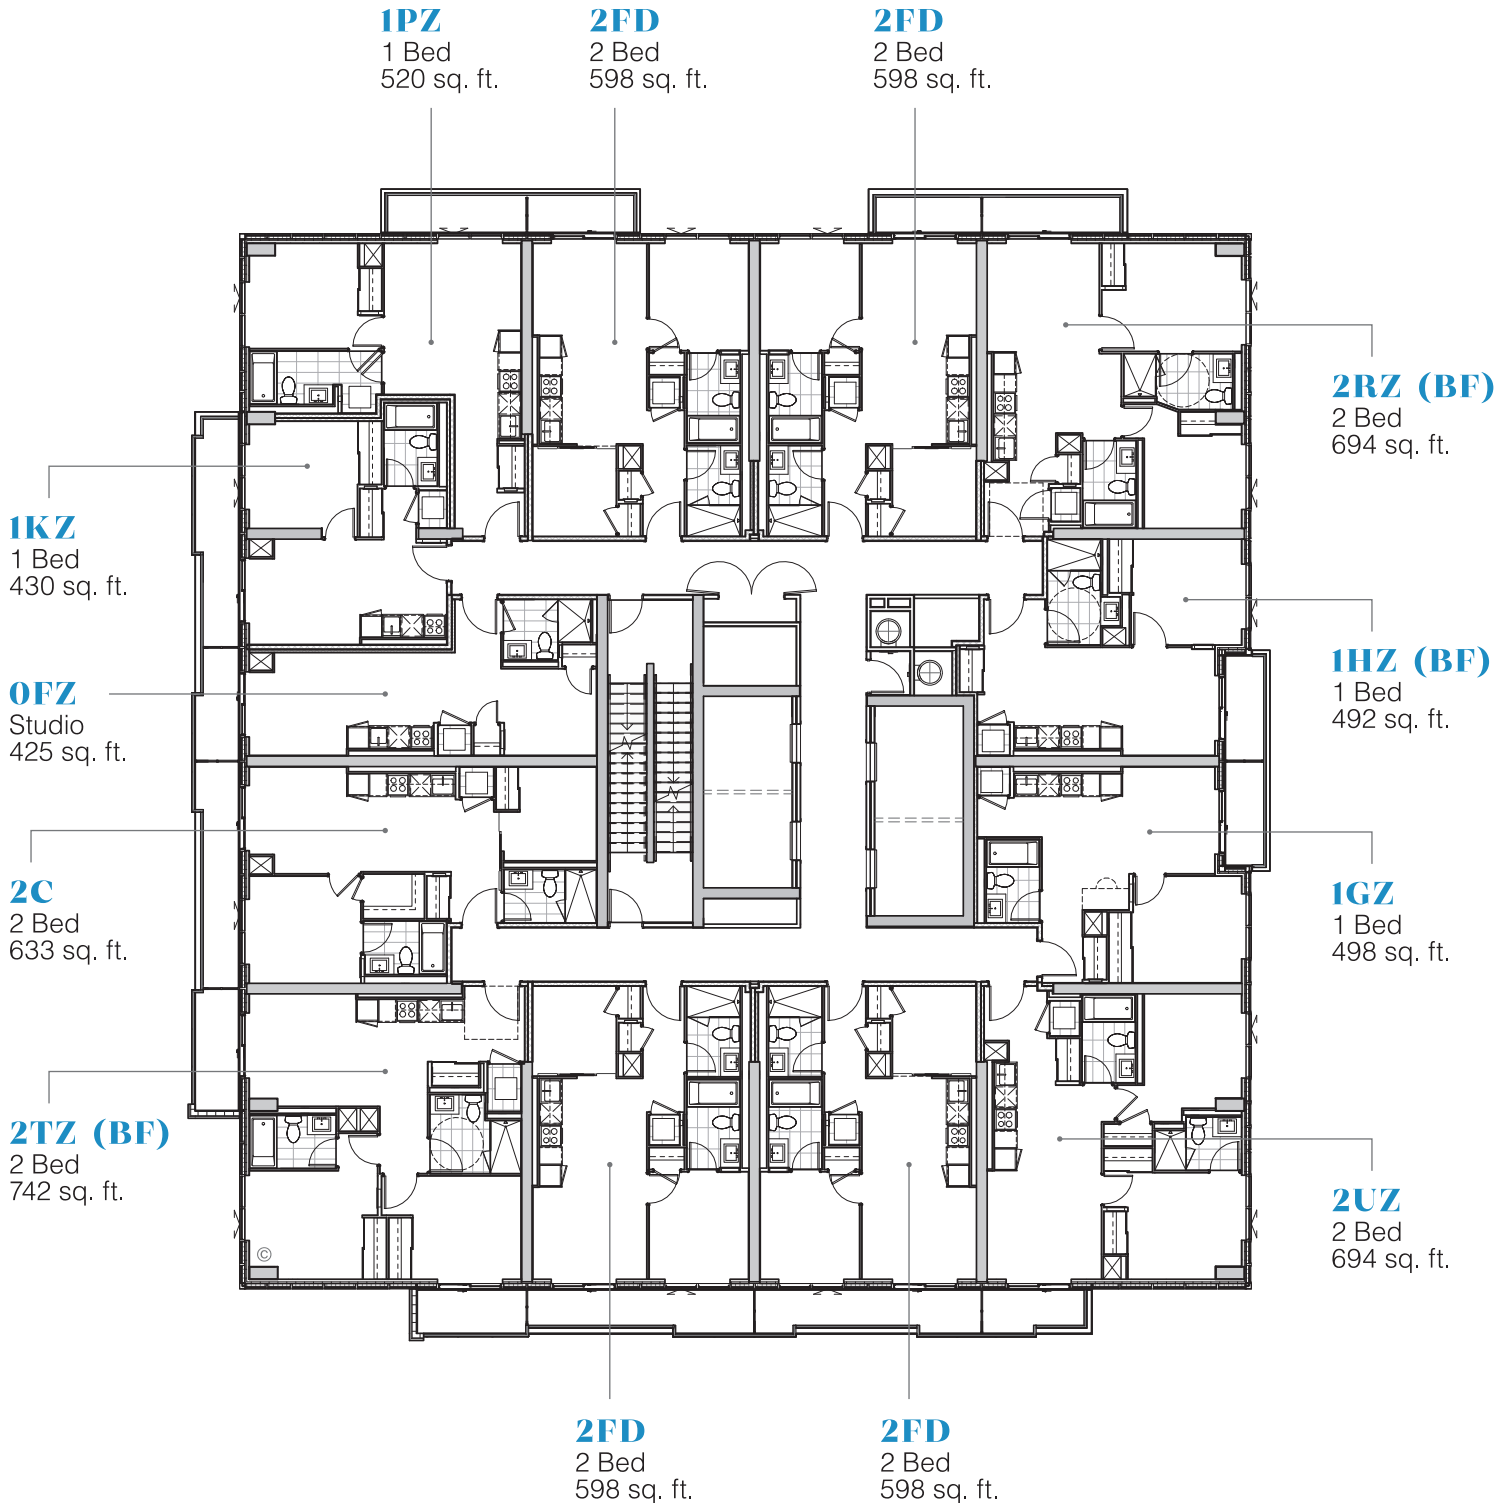 1PZ
1 Bed
520 sq. ft.
2FD
2 Bed
598 sq. ft.
2FD
2 Bed
598 sq. ft.
2RZ (BF)
2 Bed
694 sq. ft.
1KZ
1 Bed
430 sq. ft.
1HZ (BF)
1 Bed
492 sq. ft.
0FZ
Studio
425 sq. ft.
2C
2 Bed
633 sq. ft.
1GZ
1 Bed
498 sq. ft.
2TZ (BF)
2 Bed
742 sq. ft.
2UZ
2 Bed
694 sq. ft.
©
2FD
2 Bed
598 sq. ft.
2FD
2 Bed
598 sq. ft.